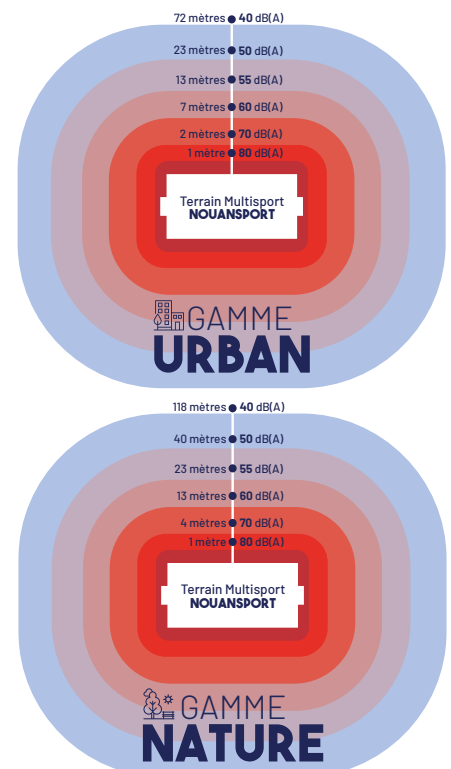 72 mètres 40 dB(A)
23 mètres 50 dB(A)
13 mètres 55 dB(A)
7 mètres 60 dB(A)
2 mètres 70 dB(A)
1 mètre 80 dB(A)
Terrain Multisport
NOUANSPORT
GAMME
URBAN
118 mètres 40 dB(A)
40 mètres 50 dB(A)
23 mètres 55 dB(A)
13 mètres 60 dB(A)
4 mètres 70 dB(A)
1 mètre 80 dB(A)
Terrain Multisport
NOUANSPORT
GAMME
NATURE